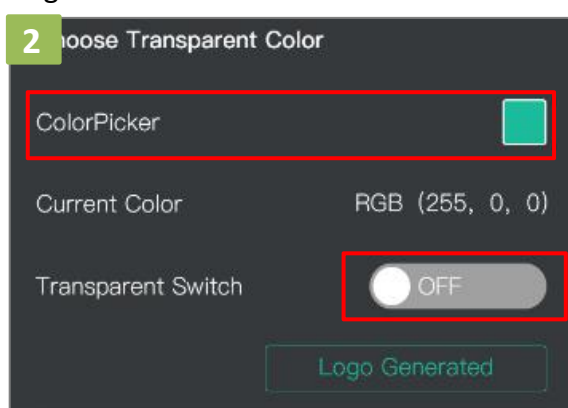 2 hoose Transparent Color
ColorPicker
Current Color RGB (255, 0, 0)
Transparent Switch OFF
Logo Generated